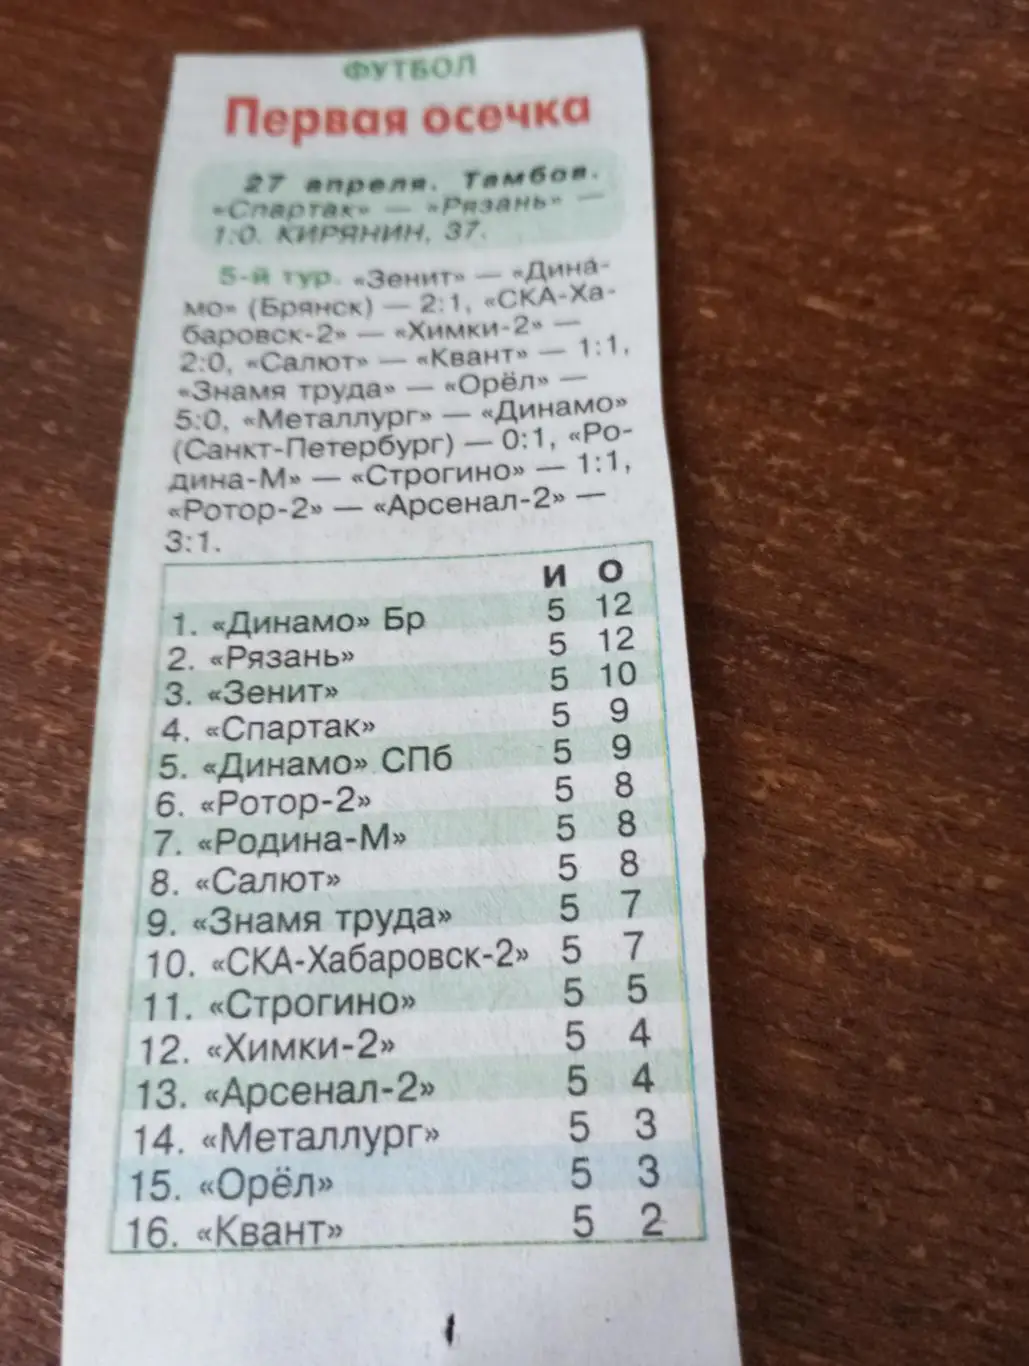 ФУТБОЛ
Первая осечка
27 апреля. Тамбов.
«Спартак» — «Рязань» —
1:0. КИРЯНИН, 37.
5-й тур. «Зенит» — «Дина-
мо» (Брянск) — 2:1, «СКА-Ха-
баровск-2» — «Химки-2» —
2:0, «Салют» — «Квант» — 1:1,
«Знамя труда» — «Орёл» —
5:0, «Металлург» — «Динамо»
(Санкт-Петербург) — 0:1, «Ро-
дина-М» — «Строгино» — 1:1,
«Ротор-2» — «Арсенал-2» —
3:1.
И О
1. «Динамо» Бр 5 12
2. «Рязань» 5 12
3. «Зенит» 5 10
4. «Спартак» 5 9
5. «Динамо» СПб 5 9
6. «Ротор-2» 5 8
7. «Родина-М» 5 8
8. «Салют» 5 8
9. «Знамя труда» 5 7
10. «СКА-Хабаровск-2» 5 7
11. «Строгино» 5 5
12. «Химки-2» 5 4
13. «Арсенал-2» 5 4
14. «Металлург» 5 3
15. «Орёл» 5 3
16. «Квант» 5 2